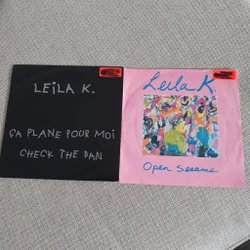 LEILA K.
ÇA PLANE POUR MOI
CHECK THE DAN
Leila K.
Open Sesame